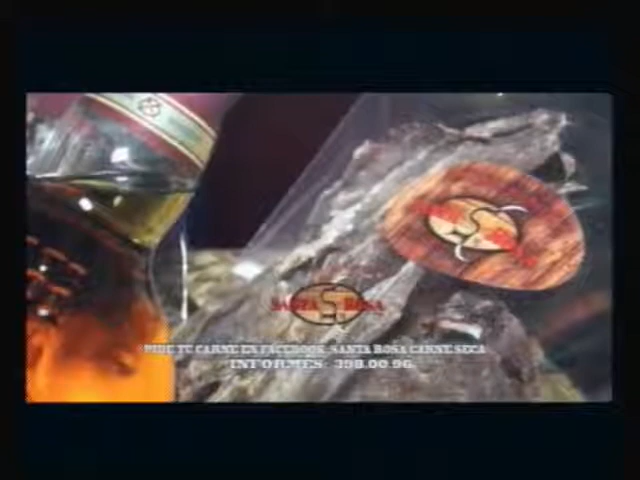 SANTA ROSA
PIDE TU CARNE EN FACEBOOK: SANTA ROSA CARNE SECA
INFORMES: 398.00.96